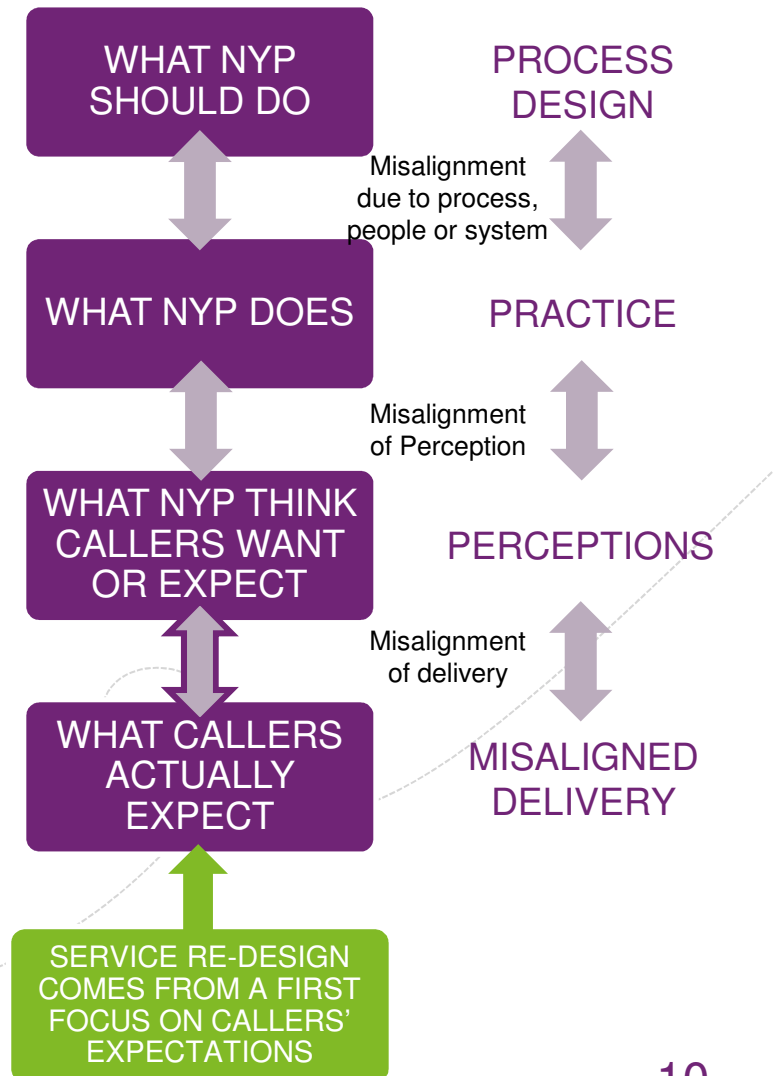 WHAT NYP
SHOULD DO
PROCESS
DESIGN
Misalignment
due to process,
people or system
WHAT NYP DOES
PRACTICE
Misalignment
of Perception
WHAT NYP THINK
CALLERS WANT
OR EXPECT
PERCEPTIONS
Misalignment
of delivery
WHAT CALLERS
ACTUALLY
EXPECT
MISALIGNED
DELIVERY
SERVICE RE-DESIGN
COMES FROM A FIRST
FOCUS ON CALLERS’
EXPECTATIONS
10